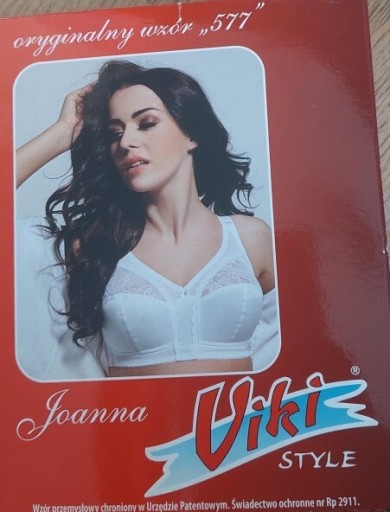 oryginalny wzór „577”
Joanna
Viki ®
STYLE
Wzór przemysłowy chroniony w Urzędzie Patentowym. Świadectwo ochronne nr Rp 2911.